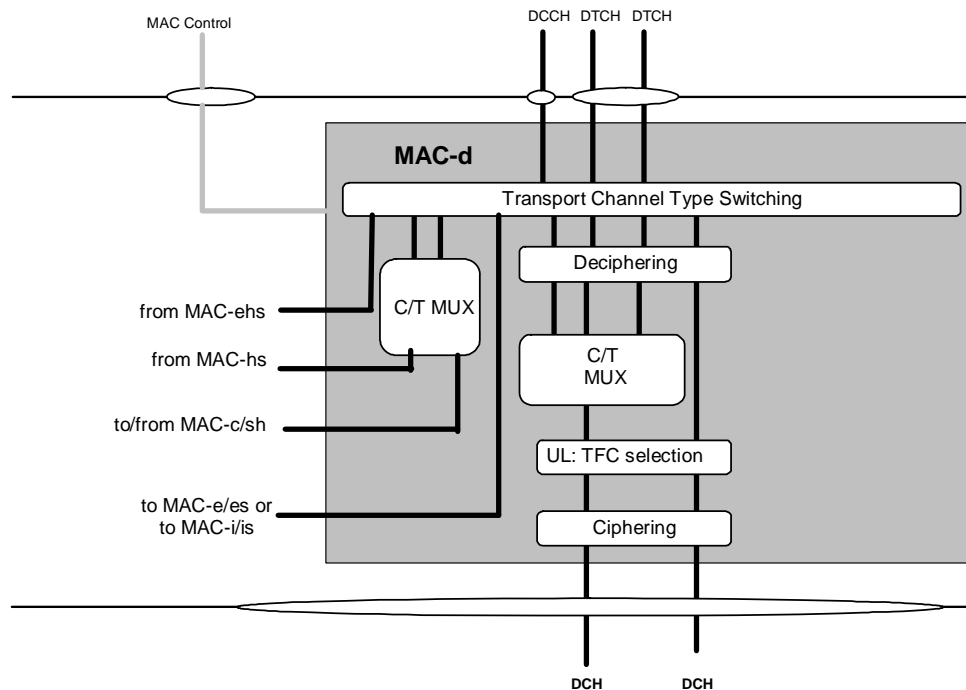 MAC Control
DCCH DTCH DTCH
MAC-d
Transport Channel Type Switching
Deciphering
C/T MUX
from MAC-ehs
from MAC-hs
C/T
MUX
to/from MAC-c/sh
UL: TFC selection
to MAC-e/es or
to MAC-i/is
Ciphering
DCH
DCH